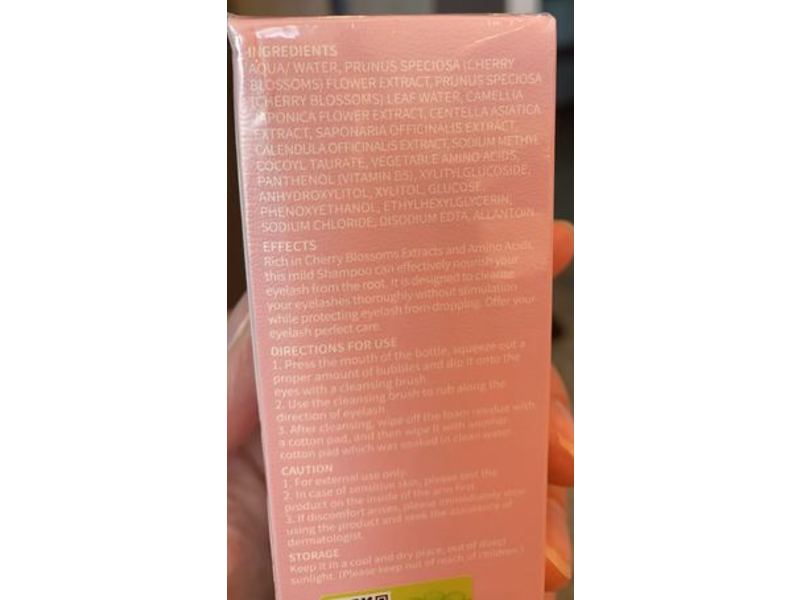 INGREDIENTS
AQUA/ WATER, PRUNUS SPECIOSA (CHERRY
BLOSSOMS) FLOWER EXTRACT, PRUNUS SPECIOSA
(CHERRY BLOSSOMS) LEAF WATER, CAMELLIA
JAPONICA FLOWER EXTRACT, CENTELLA ASIATICA
EXTRACT, SAPONARIA OFFICINALIS EXTRACT,
CALENDULA OFFICINALIS EXTRACT, SODIUM METHYL
COCOYL TAURATE, VEGETABLE AMINO ACIDS,
PANTHENOL (VITAMIN B5), XYLITYLGLUCOSIDE,
ANHYDROXYLITOL, XYLITOL, GLUCOSE,
PHENOXYETHANOL, ETHYLHEXYLGLYCERIN,
SODIUM CHLORIDE, DISODIUM EDTA, ALLANTOIN
EFFECTS
Rich in Cherry Blossoms Extracts and Amino Acids,
this mild Shampoo can effectively nourish your
eyelash from the root. It is designed to cleanse
your eyelashes thoroughly without stimulation
while protecting eyelash from dropping. Offer your
eyelash perfect care.
DIRECTIONS FOR USE
1. Press the mouth of the bottle, squeeze out a
proper amount of bubbles and dip it onto the
eyes with a cleansing brush.
2. Use the cleansing brush to rub along the
direction of eyelash.
3. After cleansing, wipe off the foam residue with
a cotton pad, and then wipe it with another
cotton pad which was soaked in clean water.
CAUTION
1. For external use only.
2. In case of sensitive skin, please test the
product on the inside of the arm first.
3. If discomfort arises, please immediately stop
using the product and seek the assistance of
dermatologist.
STORAGE
Keep it in a cool and dry place, out of direct
sunlight. (Please keep out of reach of children.)